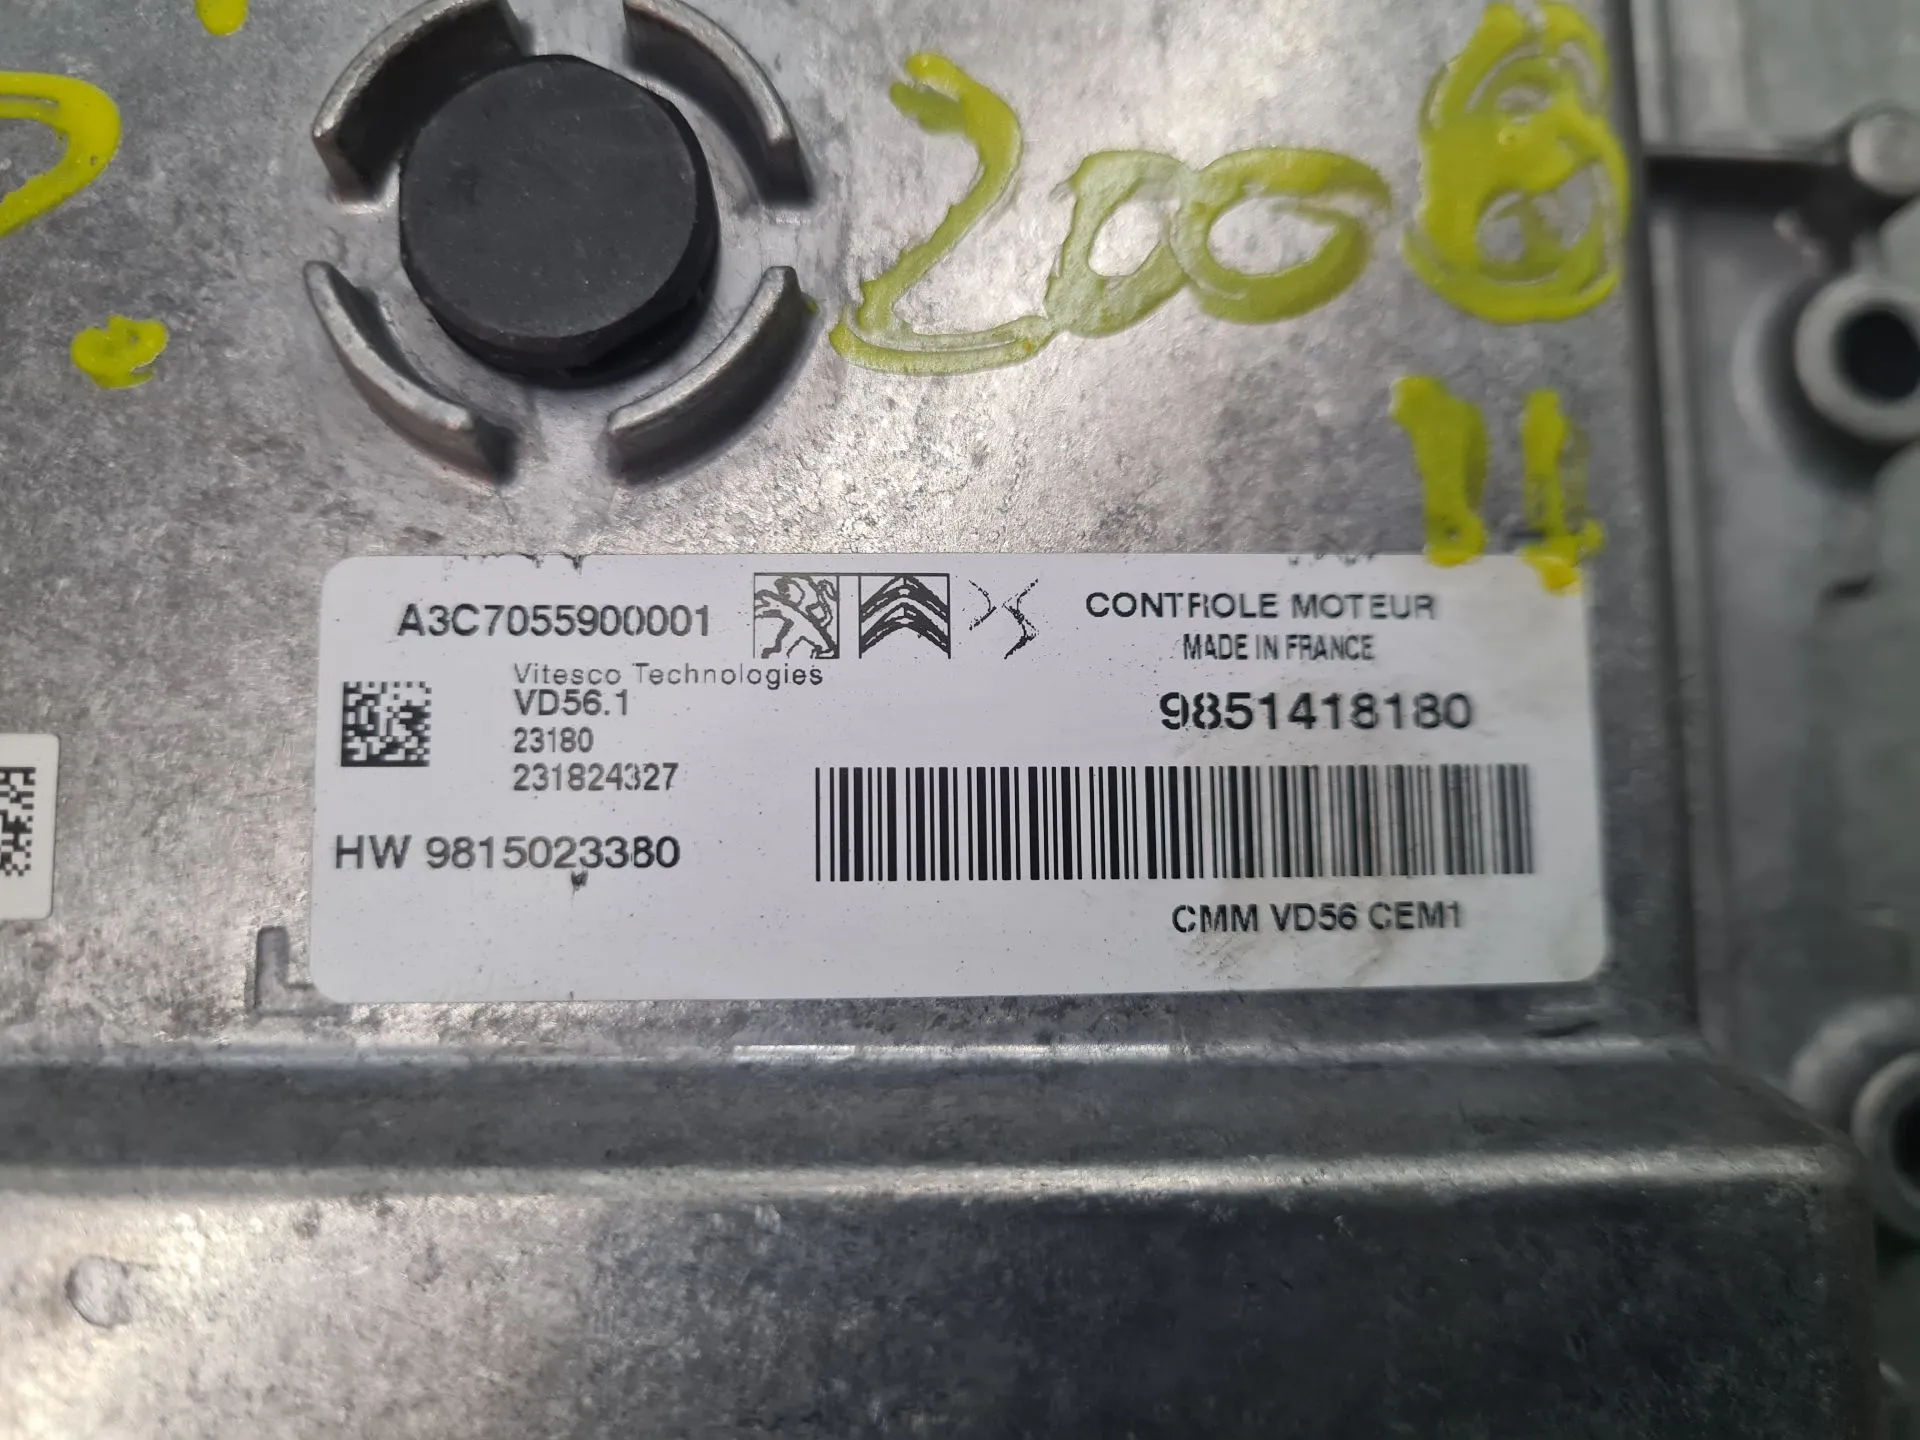 2008
II
A3C7055900001
CONTROLE MOTEUR
MADE IN FRANCE
Vitesco Technologies
VD56.1
9851418180
23180
231824327
HW 9815023380
CMM VD56 CEM1